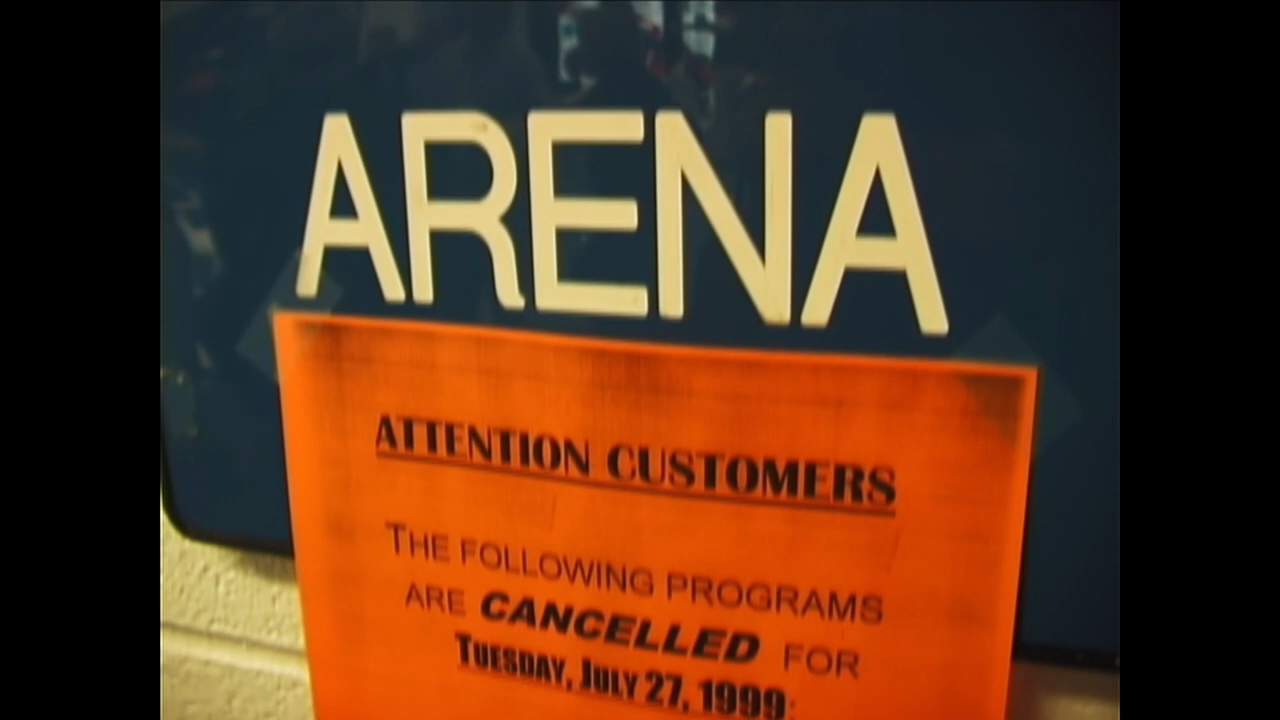 ARENA
ATTENTION CUSTOMERS
THE FOLLOWING PROGRAMS
ARE CANCELLED FOR
TUESDAY, JULY 27, 1999: